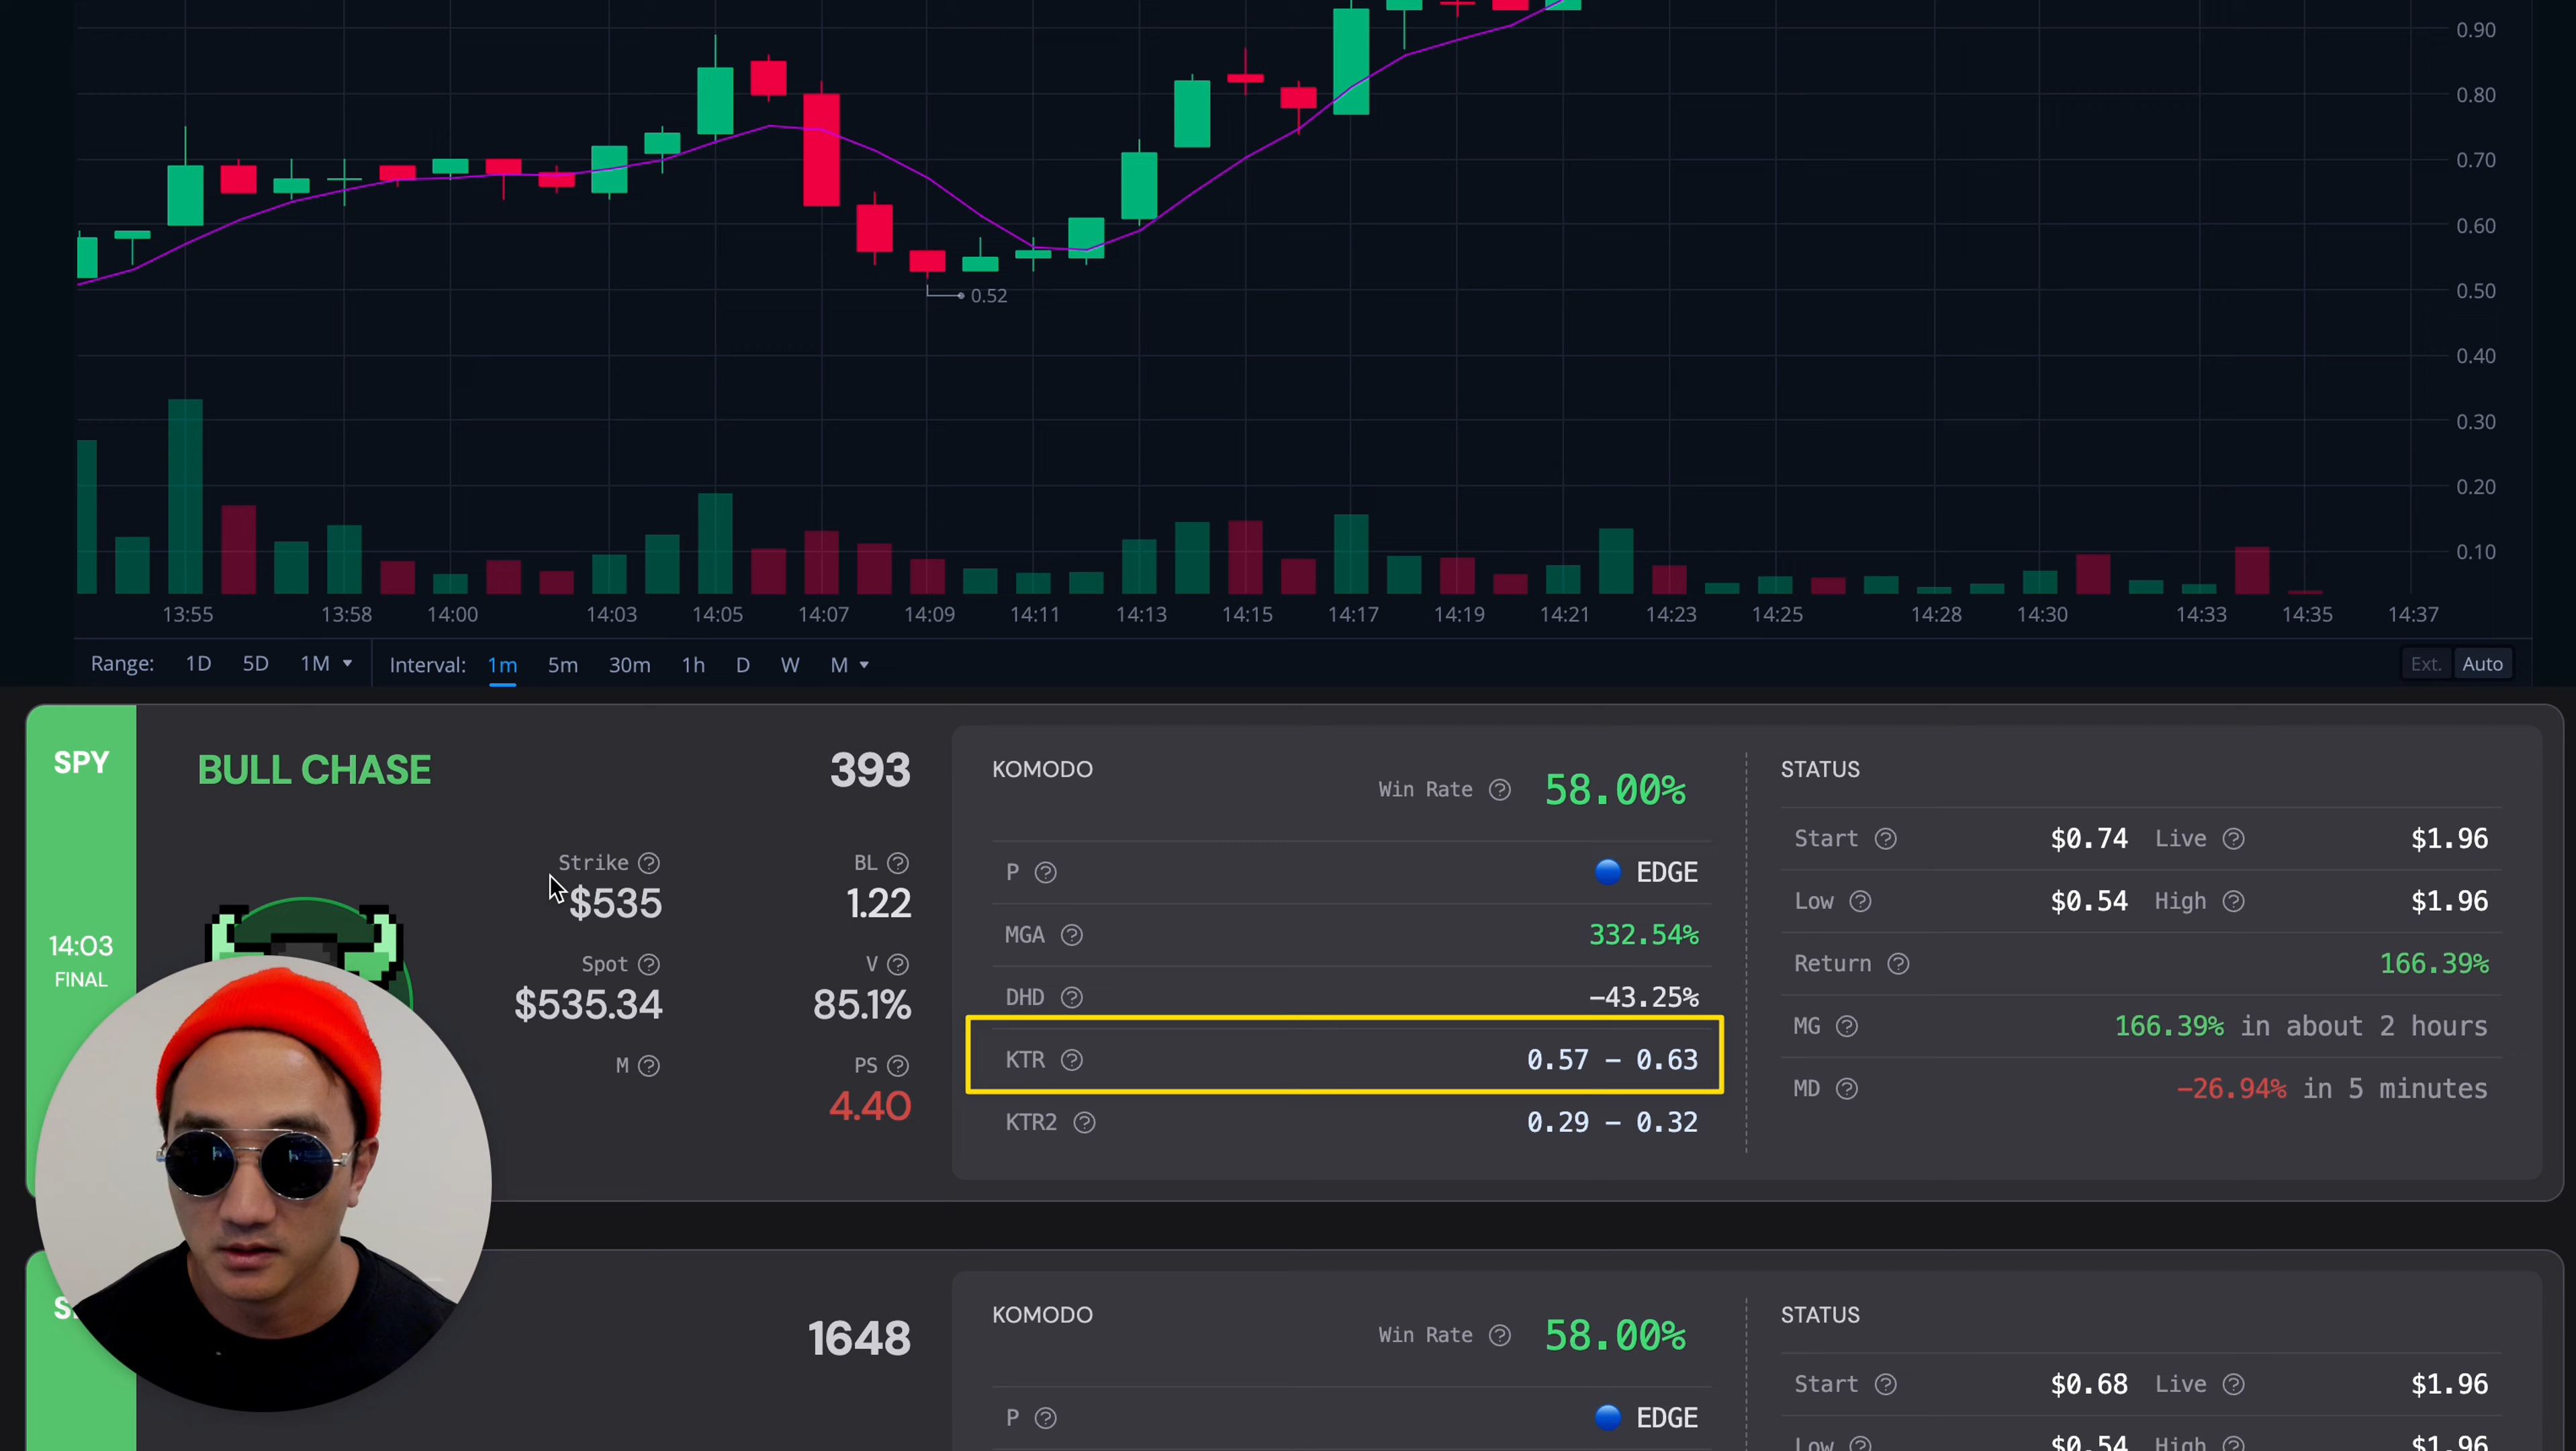 0.90
0.80
0.70
0.60
0.52
0.50
0.40
0.30
0.20
0.10
13:55 13:58 14:00 14:03 14:05 14:07 14:09 14:11 14:13 14:15 14:17 14:19 14:21 14:23 14:25 14:28 14:30 14:33 14:35 14:37
Range: 1D 5D 1M Interval: 1m 5m 30m 1h D W M Ext. Auto
SPY
14:03
FINAL
BULL CHASE 393
Strike BL
$535 1.22
Spot V
$535.34 85.1%
M PS
4.40
KOMODO
Win Rate 58.00%
P EDGE
MGA 332.54%
DHD -43.25%
KTR 0.57 - 0.63
KTR2 0.29 - 0.32
STATUS
Start $0.74 Live $1.96
Low $0.54 High $1.96
Return 166.39%
MG 166.39% in about 2 hours
MD -26.94% in 5 minutes
1648
KOMODO
Win Rate 58.00%
P EDGE
STATUS
Start $0.68 Live $1.96
Low $0.54 High $1.96